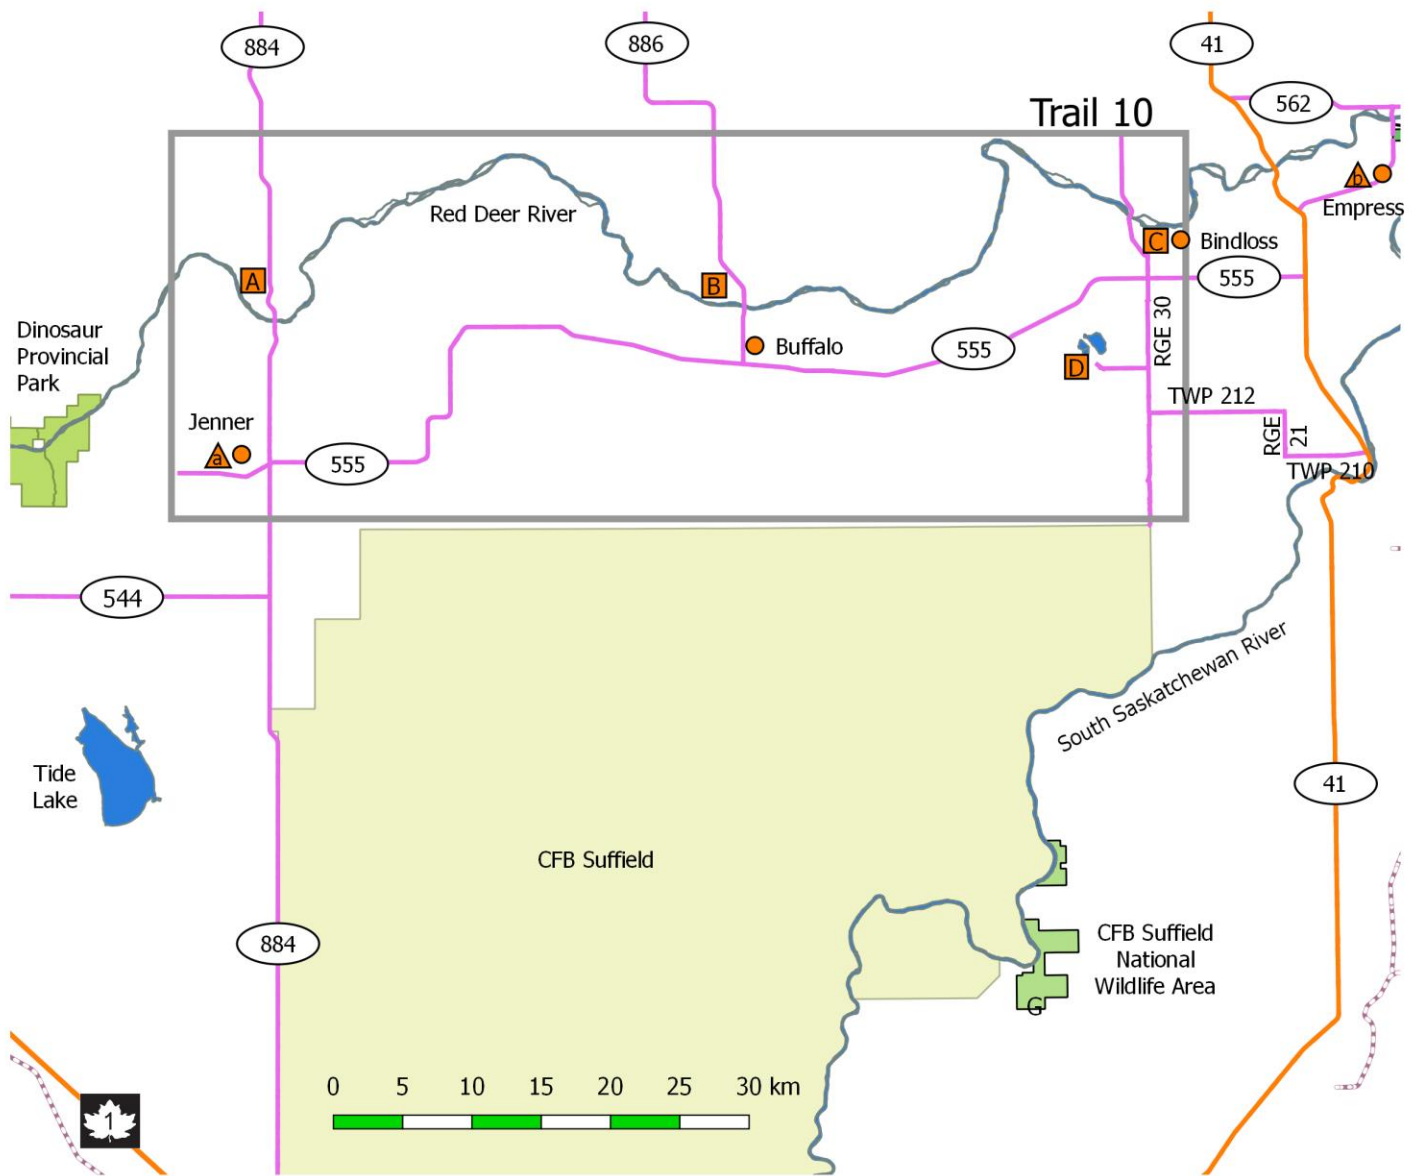 884
886
41
562
Trail 10
b
Empress
Red Deer River
A
B
C
Bindloss
555
Dinosaur
Provincial
Park
Buffalo
555
RGE 30
D
TWP 212
Jenner
a
555
RGE
21
TWP 210
544
South Saskatchewan River
Tide
Lake
41
CFB Suffield
884
CFB Suffield
National
Wildlife Area
G
0 5 10 15 20 25 30 km
1